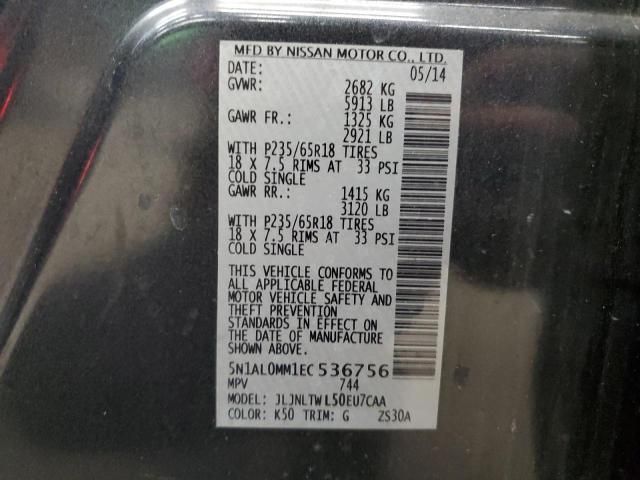 MFD BY NISSAN MOTOR CO., LTD.
DATE: 05/14
GVWR: 2682 KG
5913 LB
GAWR FR.: 1325 KG
2921 LB
WITH P235/65R18 TIRES
18 X 7.5 RIMS AT 33 PSI
COLD SINGLE
GAWR RR.: 1415 KG
3120 LB
WITH P235/65R18 TIRES
18 X 7.5 RIMS AT 33 PSI
COLD SINGLE
THIS VEHICLE CONFORMS TO
ALL APPLICABLE FEDERAL
MOTOR VEHICLE SAFETY AND
THEFT PREVENTION
STANDARDS IN EFFECT ON
THE DATE OF MANUFACTURE
SHOWN ABOVE.
5N1AL0MM1EC536756
MPV 744
MODEL: JLJNLTWL50EU7CAA
COLOR: K50 TRIM: G ZS30A